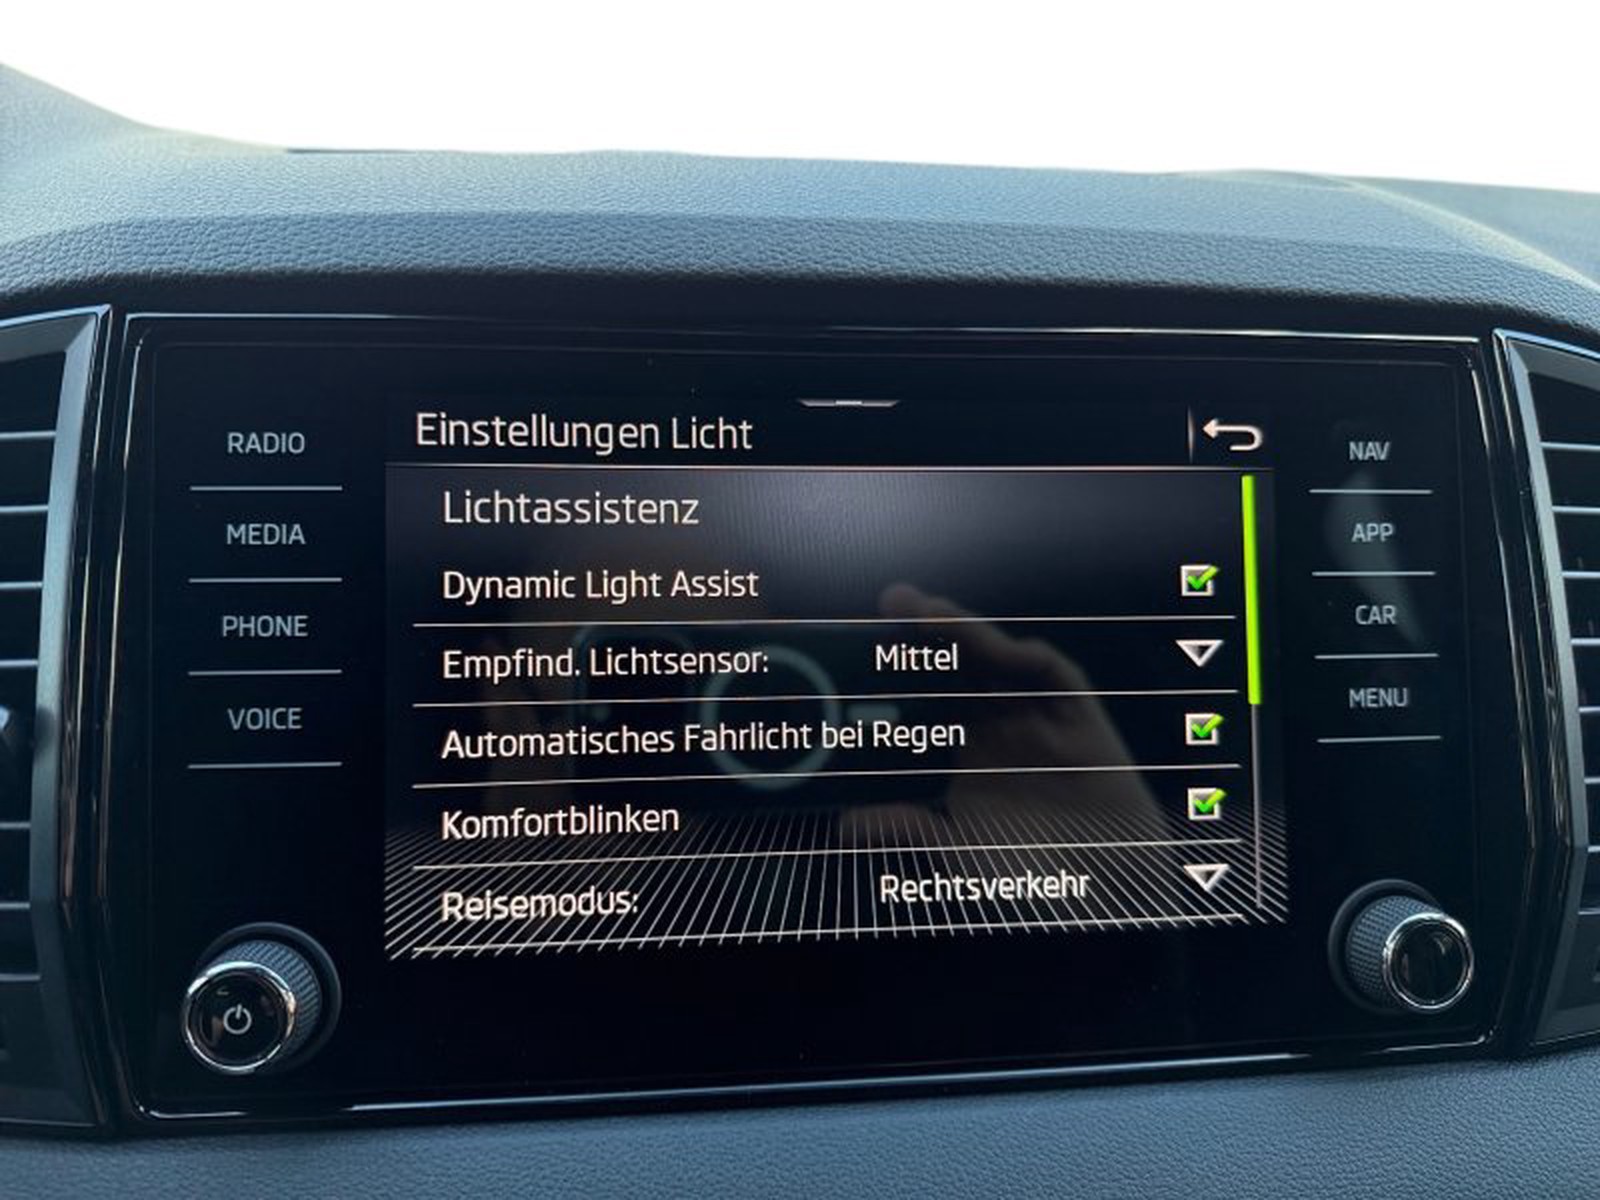 Einstellungen Licht
RADIO
MEDIA
PHONE
VOICE
Lichtassistenz
Dynamic Light Assist
Empfind. Lichtsensor: Mittel
Automatisches Fahrlicht bei Regen
Komfortblinken
Reisemodus: Rechtsverkehr
NAV
APP
CAR
MENU